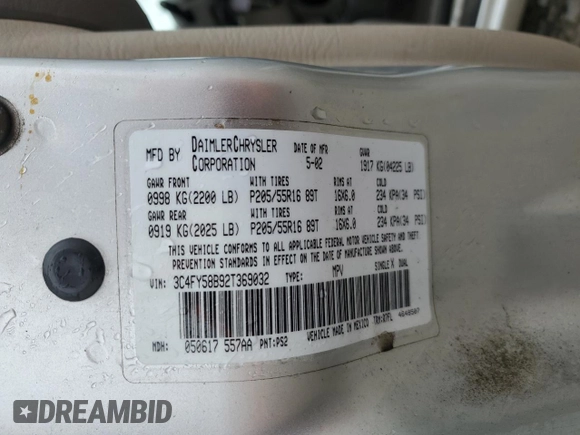 MFD BY DAIMLERCHRYSLER CORPORATION
DATE OF MFR 5-02
GVWR 1917 KG(04225 LB)
GAWR FRONT WITH TIRES RIMS AT COLD
0998 KG(2200 LB) P205/55R16 89T 16X6.0 234 KPA(34 PSI)
GAWR REAR WITH TIRES RIMS AT COLD
0919 KG(2025 LB) P205/55R16 89T 16X6.0 234 KPA(34 PSI)
THIS VEHICLE CONFORMS TO ALL APPLICABLE FEDERAL MOTOR VEHICLE SAFETY AND THEFT
PREVENTION STANDARDS IN EFFECT ON THE DATE OF MANUFACTURE SHOWN ABOVE.
VIN: 3C4FY58B92T369032 TYPE: MPV SINGLE X DUAL
MDH: 050617 557AA PNT:PS2 VEHICLE MADE IN MEXICO
DREAMBID